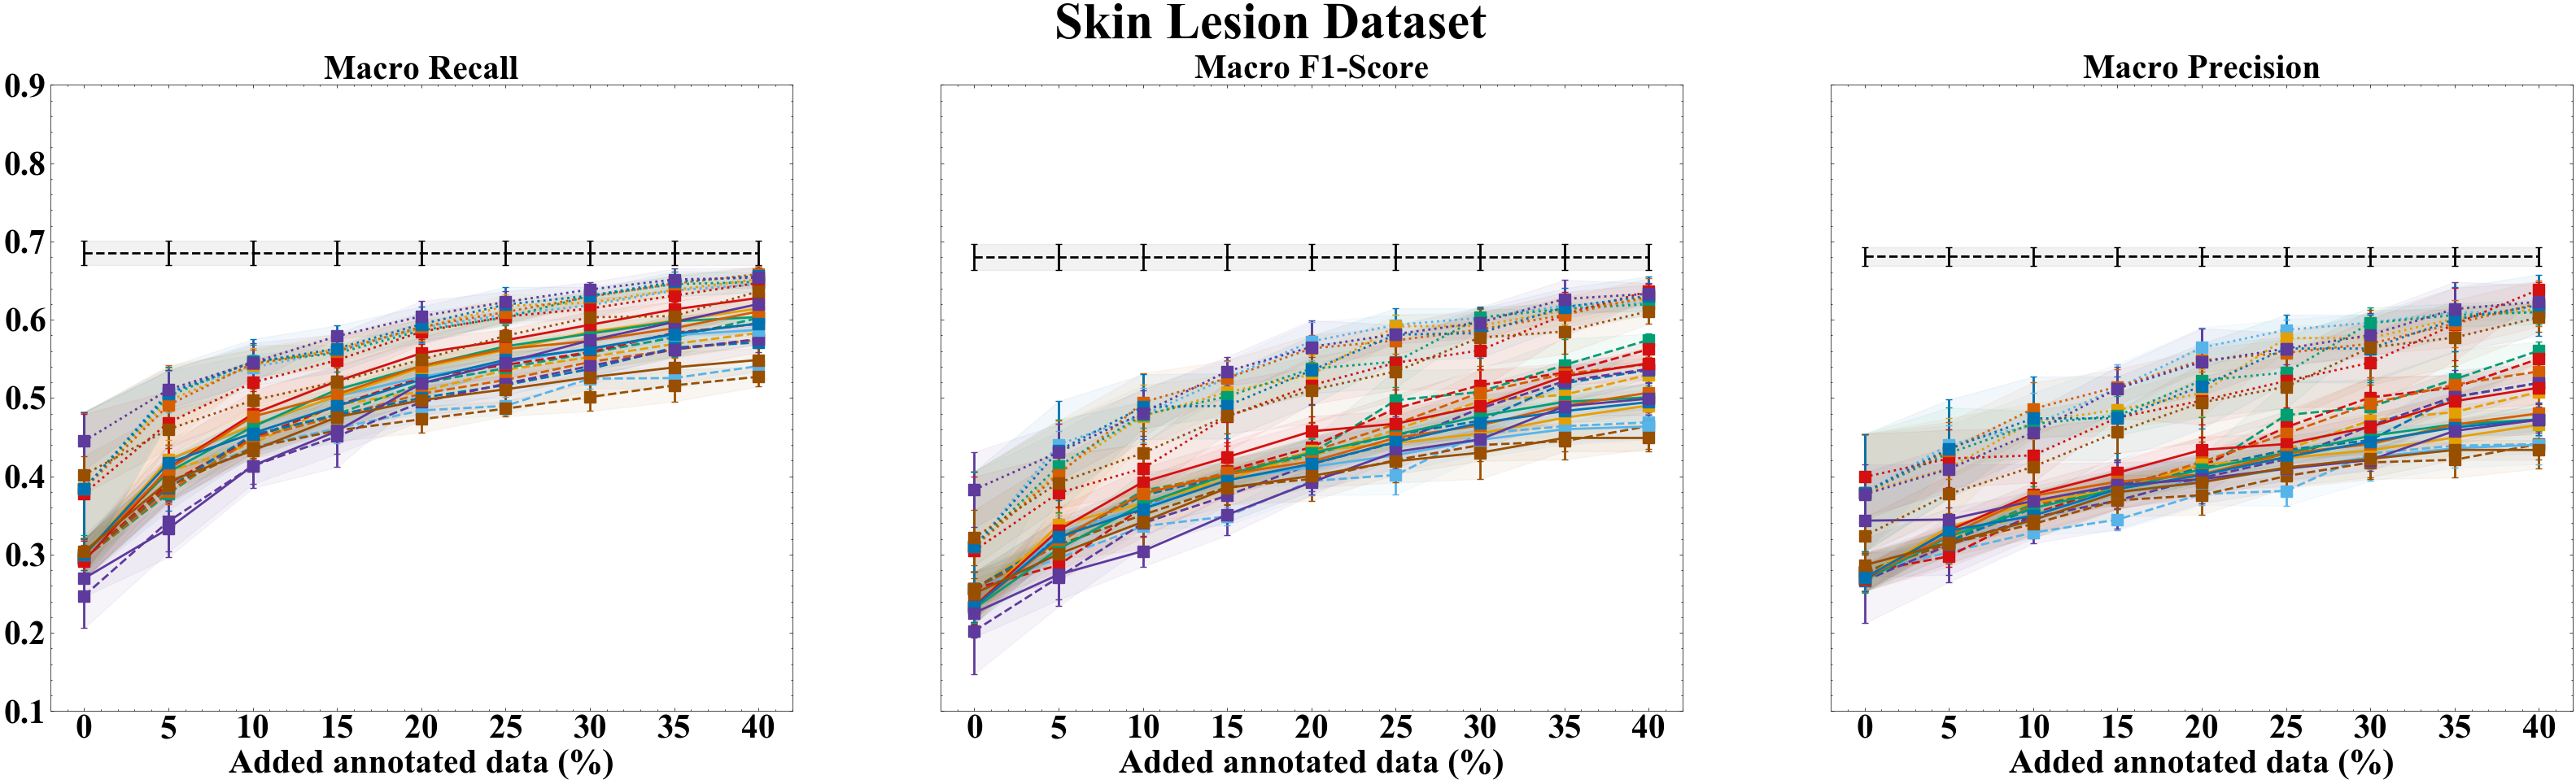 Skin Lesion Dataset
Macro Recall
Macro F1-Score
Macro Precision
0.9
0.8
0.7
0.6
0.5
0.4
0.3
0.2
0.1
0 5 10 15 20 25 30 35 40
0 5 10 15 20 25 30 35 40
0 5 10 15 20 25 30 35 40
Added annotated data (%)
Added annotated data (%)
Added annotated data (%)